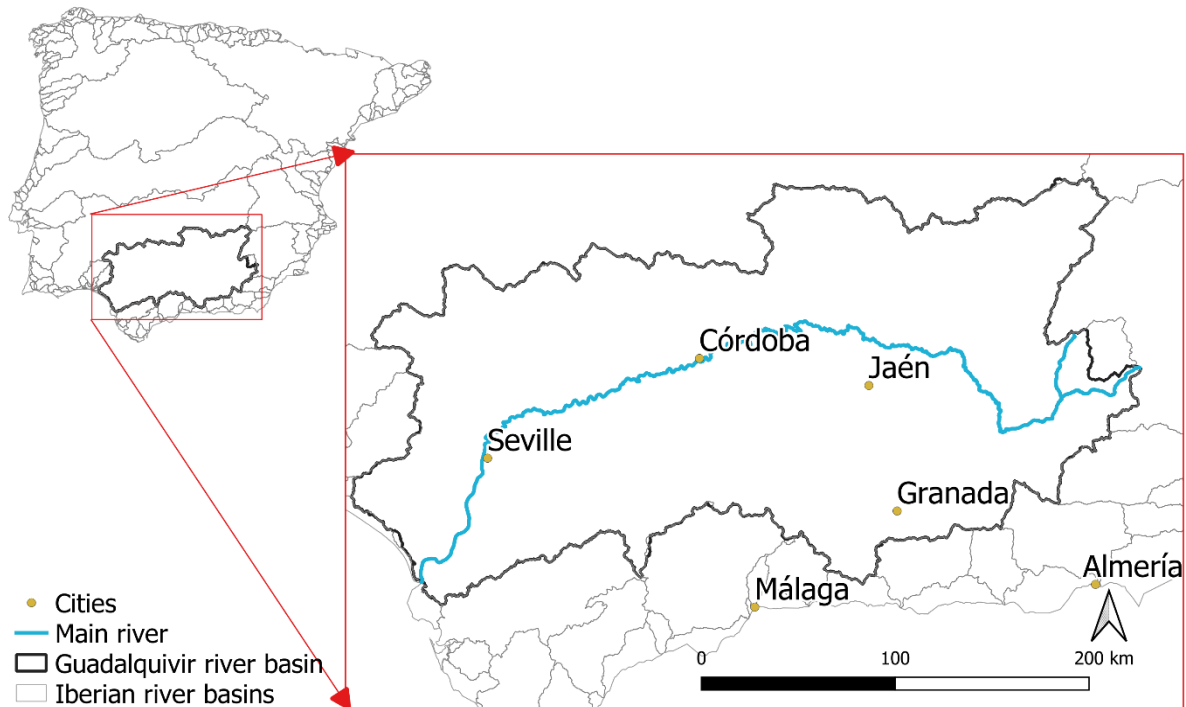 Córdoba
Jaén
Seville
Granada
Málaga
Almería
Cities
Main river
Guadalquivir river basin
Iberian river basins
0 100 200 km